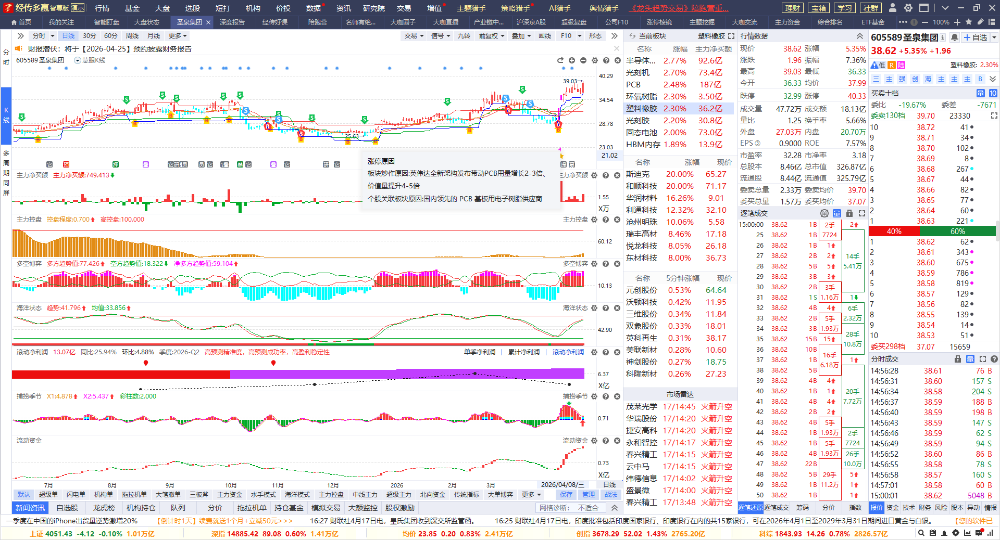 经传多赢 智尊版 演示 行情 基金 大盘 选股 短打 机构 价投 数据 资讯 研究院 交易 增值 主题猎手 策略猎手 AI猎手 舆情猎手 《龙头趋势交易》陪跑营重... 理财 宝箱 学习 社群
首页 我的关注 智能盯盘 大盘状态 圣泉集团 深度报告 经传好课 陪跑营 名师有绝... 大咖圈子 大咖直播 产业链中... 沪深京A股 超级复盘 公司F10 涨停棱镜 主题挖掘 大咖交流 主力资金 综合排名 ETF基金 100%
分时 日线 30分 60分 周线 月线 更多 交易 信号 九转 前复权 叠加 画线 F10 形态
财报潜伏：将于【2026-04-25】预约披露财务报告
605589 圣泉集团 慧眼K线
分时
K线
多周期同屏
39.03 40.29
34.54
28.78
25.63 23.03
21.02
涨停原因
板块炒作原因:英伟达全新架构发布带动PCB用量增长2-3倍、
价值量提升4-5倍
个股关联板块原因:国内领先的 PCB 基板用电子树脂供应商
主力净买额 主力净买额:749.413 主力净买额
1.55
X万
主力控盘 控盘程度:0.700 高控盘:100.000 主力控盘
60.12
多空博弈 多方趋势值:77.426 空方趋势值:18.322 净多方趋势值:59.104 多空博弈
10.13
海洋状态 趋势:41.796 均值:33.856 海洋状态
42.90
滚动净利润 13.07亿 同比:25.94% 环比:4.88% 季度:2026-Q2 高预测精准度，高预测成功率，高盈利稳定性 单季净利润 | 累计净利润 | 滚动净利润
6.37
X亿
捕捞季节 X1:4.878 X2:5.437 彩柱数:2.000 捕捞季节
0.71
流动资金 流动资金
0.73
X亿
7月 8月 9月 10月 11月 12月 2026 2月 3月 2026/04/08/三 日线
默认 超级单 闪电单 机构单 拖拉机单 大笔撤单 三板斧 主力资金 水手模式 海洋模式 主力控盘 中线主力 超级主力 北向资金 传统指标 大单博弈 更多 保存 管理 战法
新闻资讯 自选股 龙虎榜 机构持仓 队列 分价 拖拉机单 持仓基金 模拟交易 大额监控 股权激励 网格诊断： 不适合
当前板块 塑料橡胶
名称 涨幅 主力净买额
半导体... 2.77% 92.6亿
光刻机 2.70% 73.4亿
PCB 2.48% 187亿
环氧树脂 2.30% 3.50亿
塑料橡胶 2.30% 36.2亿
光刻胶 2.20% 30.8亿
固态电池 2.00% 73.0亿
HBM内存 1.89% 13.9亿
名称 涨幅 现价
斯迪克 20.00% 65.27
和顺科技 20.00% 71.17
华润材料 16.26% 9.01
利通科技 12.32% 32.10
沧州明珠 10.06% 5.58
瑞丰高材 8.46% 17.18
悦龙科技 8.05% 26.18
东材科技 8.00% 36.73
名称 5分钟涨幅 现价
元创股份 0.53% 64.64
沃顿科技 0.42% 11.95
三维股份 0.34% 11.84
双象股份 0.33% 18.01
英科再生 0.31% 38.17
美联新材 0.28% 10.60
神剑股份 0.27% 18.75
科隆新材 0.26% 27.23
市场雷达
茂莱光学 17/14:45 火箭升空
华瑞股份 17/14:20 火箭升空
捷安高科 17/14:20 火箭升空
永和智控 17/14:17 火箭升空
春兴精工 17/14:15 火箭升空
云中马 17/14:15 火箭升空
纬德信息 17/14:02 火箭升空
盛景微 17/14:00 火箭升空
春兴精工 17/13:48 火箭升空
行情数据
现价 38.62 涨幅 5.35%
涨跌 1.96 振幅 7.36%
最高 39.03 最低 36.33
今开 36.33 均价 37.99
跌停 32.99 涨停 40.33
成交量 47.72万 成交额 18.13亿
量比 1.25 换手率 5.66%
外盘 27.03万 内盘 20.70万
EPS③ 0.9000 ROE 7.57%
市盈率 32.28 市净率 3.18
总股本 8.46亿 总市值 326.87亿
流通股 8.44亿 流通值 325.79亿
委卖总量 2.33万 委卖均价 39.70
委买总量 1.57万 委买均价 37.07
逐笔成交 量
15:00:00 38.62 1B 2手 2
25 38.62 1B 7724
26 38.62 1B 1
27 38.62 2B 2 14手
28 38.62 5B 5 5.41万
29 38.62 3B 3
30 38.62 2B 3手
31 38.62 1S 1.16万 1
32 38.62 4B 4 6手
33 38.62 2B 5手 2.32万
34 38.62 3B 1.93万 28手
35 38.62 15B 15 10.8万
36 38.62 10B 16手
37 38.62 1B 6.18万 1
38 38.62 5B
39 38.62 4B 4
40 38.62 1B 1 20手
41 38.62 4B 4 7.72万
42 38.62 2B 2
43 38.62 4B 5手
44 38.62 1B 1.93万 2手
45 38.62 1B 5手 7724
46 38.62 4B 1.93万 26手
47 38.62 22B 10.0万
48 38.62 5B 29手 5
49 38.62 6B 11.2万 1
50 38.62 1B 1
逐笔还原 逐笔成交 筹码 分价 指数
605589 圣泉集团 自选
38.62 +5.35% +1.96
低 R 陆 塑料橡胶: 2.30%
三 主 强 创 海 主 主 主 B
买卖十档 量 10
委比 -19.67% 委差 -7671
委卖130档 39.70 23330
10 38.72 41
9 38.71 34
8 38.70 102
7 38.69 8
6 38.68 267
5 38.67 44
4 38.66 82
3 38.65 77
2 38.64 60
1 38.63 221
40% 60%
1 38.62 62
2 38.61 343
3 38.60 675
4 38.59 786
5 38.58 819
6 38.57 129
7 38.56 82
8 38.55 139
9 38.54 14
10 38.53 51
委买298档 37.07 15659
分时成交 量
14:56:28 38.61 76 B
14:56:31 38.60 157 S
14:56:34 38.58 204 S
14:56:37 38.59 188 B
14:56:40 38.59 198 B
14:56:43 38.59 147 S
14:56:46 38.59 62 S
14:56:49 38.59 94 S
14:56:52 38.60 86 B
14:56:55 38.58 78 S
14:56:58 38.57 160 S
14:57:01 38.58 60 B
15:00:01 38.62 5048 B
报价 资金 技术 财务 风险 股本 异动 情报
一季度在中国的iPhone出货量逆势激增20% 【倒计时1天】续费就送1个月+立减50元>>> 16:27 财联社4月17日电，皇氏集团收到深交所监管函。 16:25 财联社4月17日电，印度批准包括印度国家银行、印度银行在内的共15家银行，可在2026年4月1日至2029年3月31日期间进口黄金与白银。 【您的软件已
上证 4051.43 -4.12 -0.10% 1.01万亿 深指 14885.42 89.08 0.60% 1.41万亿 均价 23.85 0.20 0.83% 2.41万亿 创指 3678.29 52.02 1.43% 2765.20亿 科综 1843.93 14.26 0.78% 2826.57亿